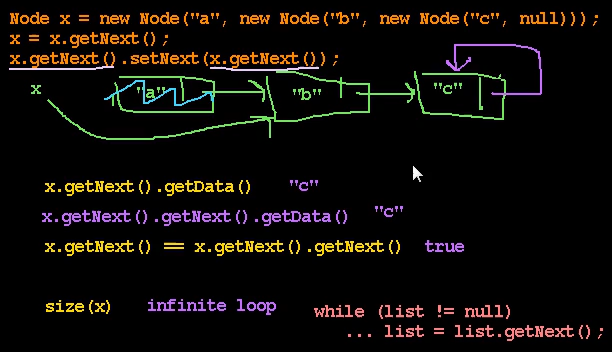 Node x = new Node("a", new Node("b", new Node("c", null)));
x = x.getNext();
x.getNext().setNext(x.getNext());
x "a" "b" "c"
x.getNext().getData() "c"
x.getNext().getNext().getData() "c"
x.getNext() == x.getNext().getNext() true
size(x) infinite loop
while (list != null)
... list = list.getNext();